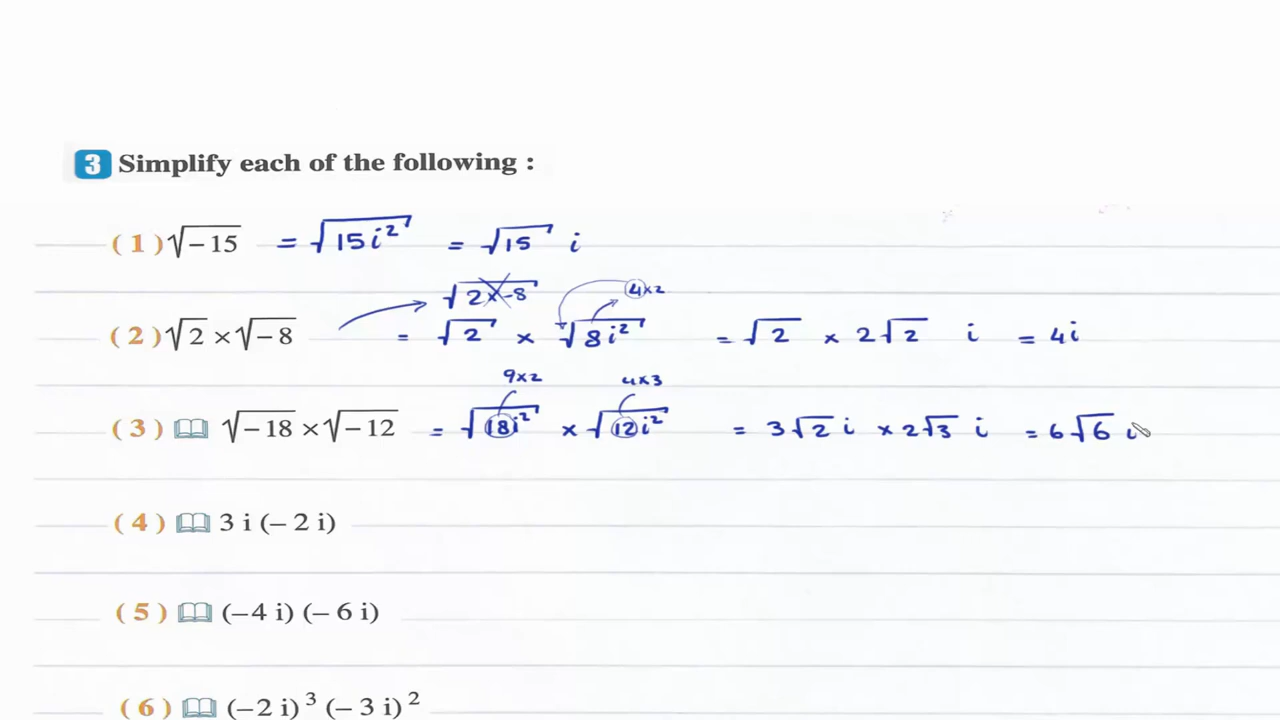 3 Simplify each of the following :
(1) √-15 = √15i² = √15 i
√2×-8 4×2
(2) √2 × √-8 = √2 × √8i² = √2 × 2√2 i = 4i
9×2 4×3
(3) √-18 × √-12 = √18i² × √12i² = 3√2 i × 2√3 i = 6√6 i
(4) 3 i (– 2 i)
(5) (–4 i) (– 6 i)
(6) (–2 i)³ (– 3 i)²